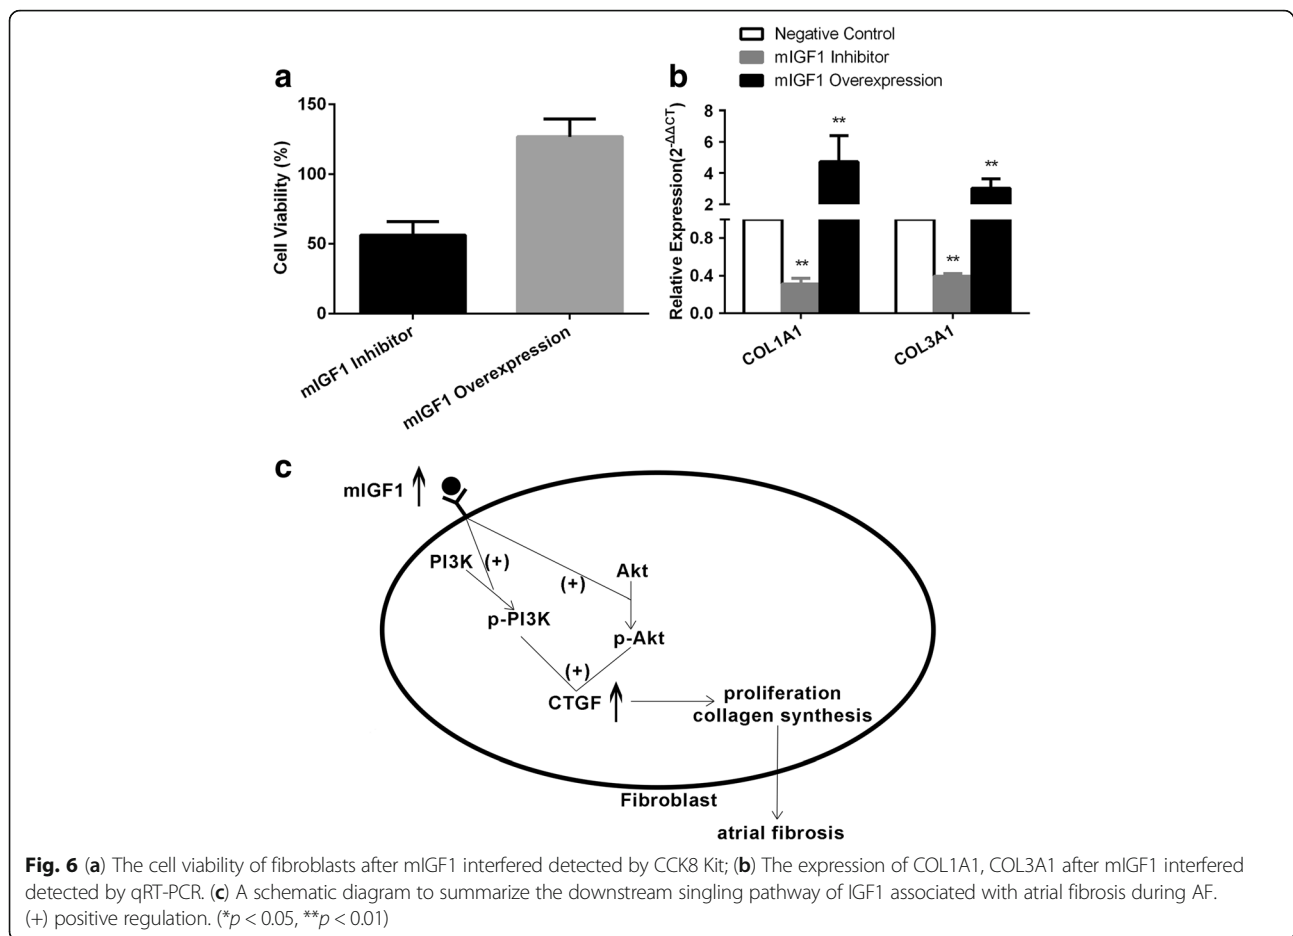 Negative Control
mIGF1 Inhibitor
mIGF1 Overexpression
a
150
100
50
0
Cell Viability (%)
mIGF1 Inhibitor
mIGF1 Overexpression
b
8
6
4
2
0.8
0.4
0.0
Relative Expression(2-ΔΔCT)
**
**
**
**
COL1A1
COL3A1
c
mIGF1
PI3K (+)
(+)
Akt
p-PI3K
p-Akt
(+)
CTGF
proliferation
collagen synthesis
Fibroblast
atrial fibrosis
Fig. 6 (a) The cell viability of fibroblasts after mIGF1 interfered detected by CCK8 Kit; (b) The expression of COL1A1, COL3A1 after mIGF1 interfered
detected by qRT-PCR. (c) A schematic diagram to summarize the downstream singling pathway of IGF1 associated with atrial fibrosis during AF.
(+) positive regulation. (*p < 0.05, **p < 0.01)